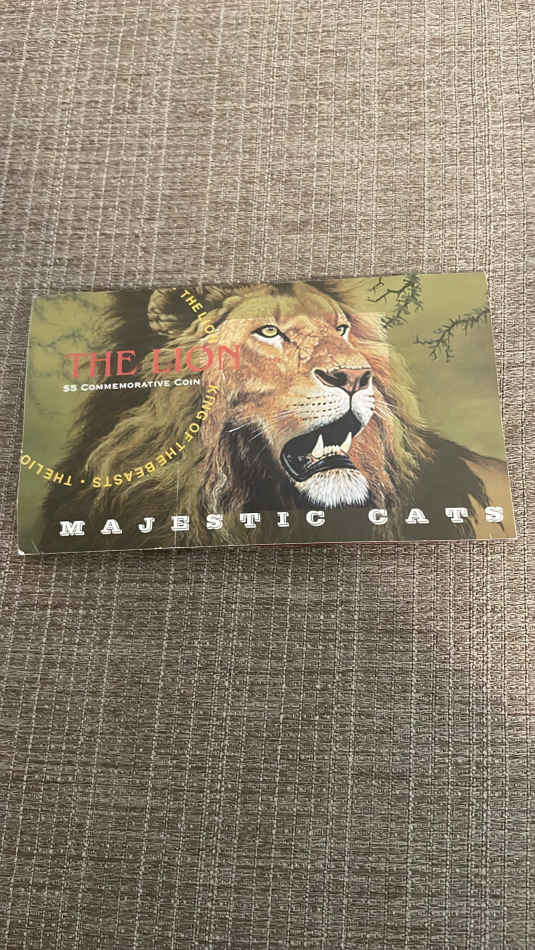 THE LION
$5 COMMEMORATIVE COIN
THE LION • KING OF THE BEASTS • THE LIO
MAJESTIC CATS